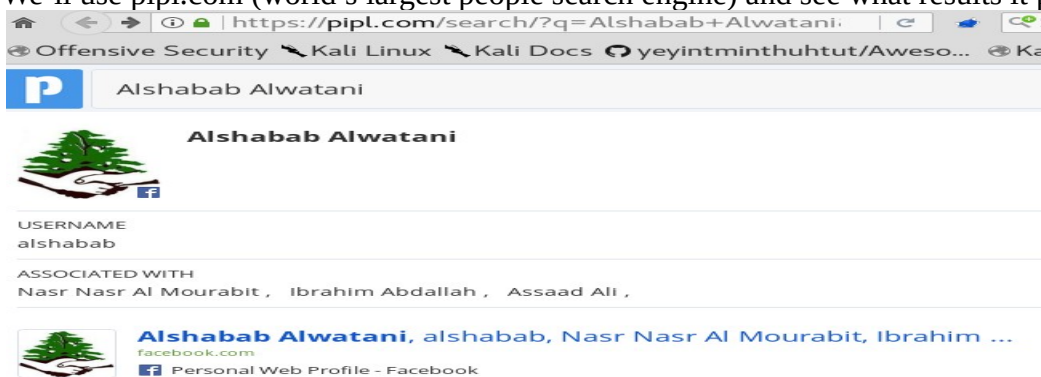 We'll use pipl.com (world's largest people search engine) and see what results it p
https://pipl.com/search/?q=Alshabab+Alwatani
Offensive Security Kali Linux Kali Docs yeyintminthuhtut/Aweso... Ka
p Alshabab Alwatani
Alshabab Alwatani
f
USERNAME
alshabab
ASSOCIATED WITH
Nasr Nasr Al Mourabit , Ibrahim Abdallah , Assaad Ali ,
Alshabab Alwatani, alshabab, Nasr Nasr Al Mourabit, Ibrahim ...
facebook.com
f Personal Web Profile - Facebook